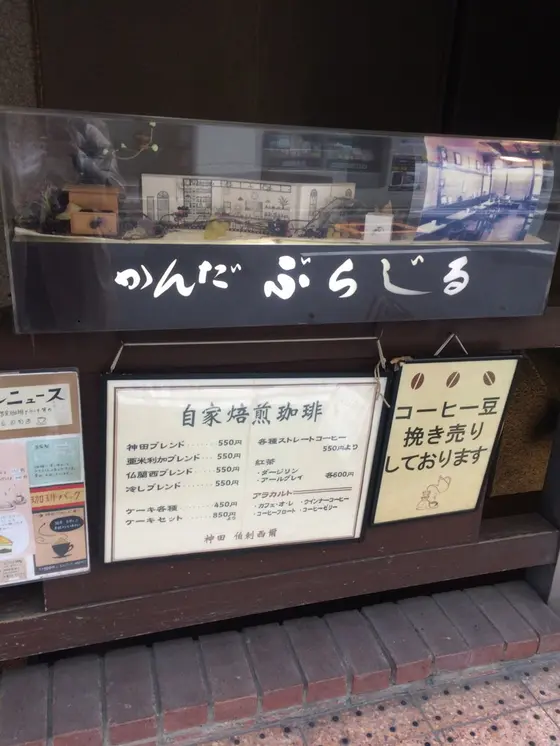 かんだ ぶらじる
自家焙煎珈琲
神田ブレンド……… 550円
亜米利加ブレンド…… 550円
仏蘭西ブレンド…… 550円
冷しブレンド……… 550円
ケーキ各種……… 450円
ケーキセット……… 850円より
各種ストレートコーヒー
550円より
紅茶
・ダージリン
・アールグレイ
各600円
アラカルト
・カフェ・オ・レ ・ウインナーコーヒー
・コーヒーフロート ・コーヒーゼリー
神田 伯剌西爾
コーヒー豆
挽き売り
しております
ニュース
珈琲バッグ